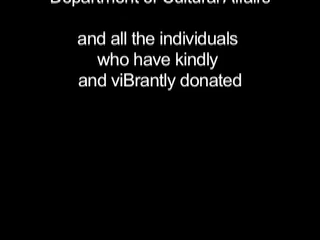 Department of Cultural Affairs
and all the individuals
who have kindly
and viBrantly donated